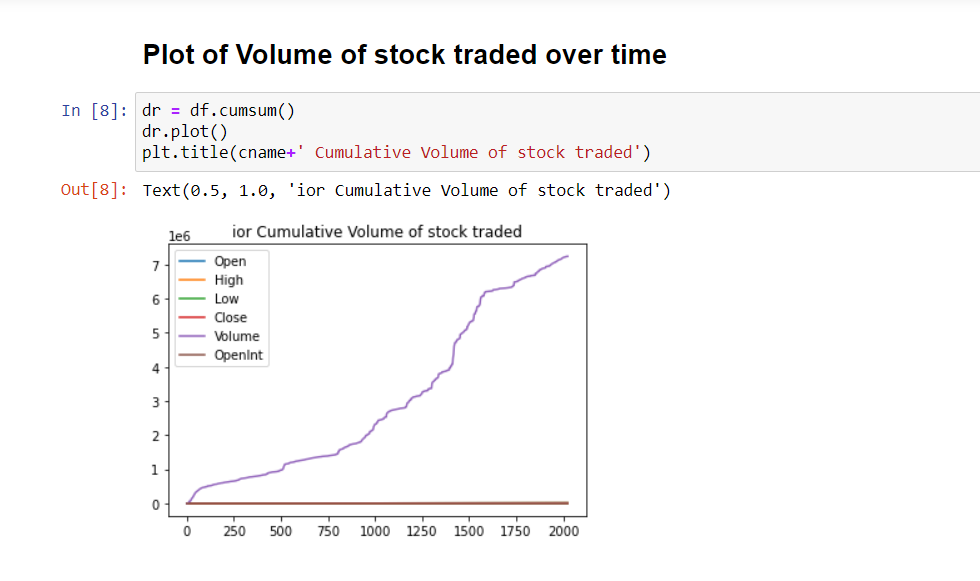 Plot of Volume of stock traded over time
In [8]: dr = df.cumsum()
dr.plot()
plt.title(cname+' Cumulative Volume of stock traded')
Out[8]: Text(0.5, 1.0, 'ior Cumulative Volume of stock traded')
1e6 ior Cumulative Volume of stock traded
Open
High
Low
Close
Volume
OpenInt
7
6
5
4
3
2
1
0
0 250 500 750 1000 1250 1500 1750 2000